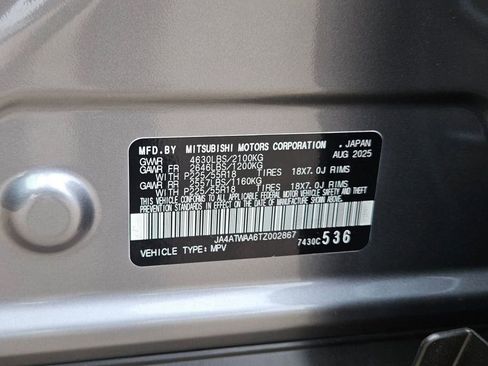 MFD.BY MITSUBISHI MOTORS CORPORATION . JAPAN
GVWR 4630LBS/2100KG AUG 2025
GAWR FR 2646LBS/1200KG
WITH P225/55R18 TIRES 18X7.0J RIMS
GAWR RR 2557LBS/1160KG
WITH P225/55R18 TIRES 18X7.0J RIMS
THIS VEHICLE CONFORMS TO ALL APPLICABLE
FEDERAL MOTOR VEHICLE SAFETY AND THEFT PREVENTION
STANDARDS IN EFFECT ON THE DATE OF MANUFACTURE SHOWN ABOVE.
JA4ATWAA6TZ002867 7430C 536
VEHICLE TYPE: MPV